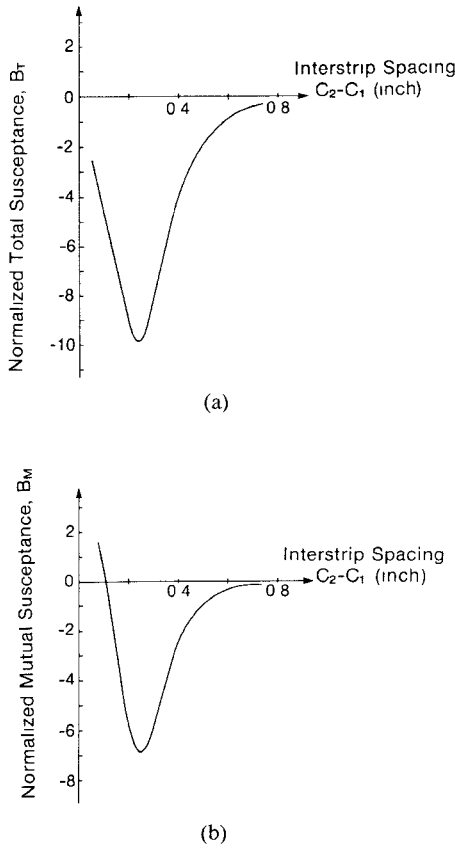 Normalized Total Susceptance, BT
2
0
-2
-4
-6
-8
-10
0 4
0 8
Interstrip Spacing
C2-C1 (inch)
(a)
Normalized Mutual Susceptance, BM
2
0
-2
-4
-6
-8
0 4
0 8
Interstrip Spacing
C2-C1 (inch)
(b)